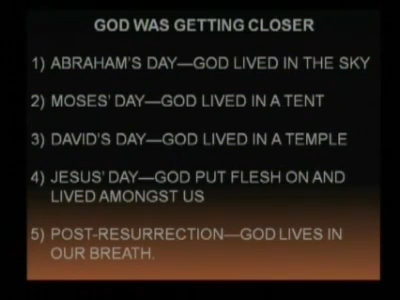 GOD WAS GETTING CLOSER
1) ABRAHAM'S DAY—GOD LIVED IN THE SKY
2) MOSES' DAY—GOD LIVED IN A TENT
3) DAVID'S DAY—GOD LIVED IN A TEMPLE
4) JESUS' DAY—GOD PUT FLESH ON AND
LIVED AMONGST US
5) POST-RESURRECTION—GOD LIVES IN
OUR BREATH.